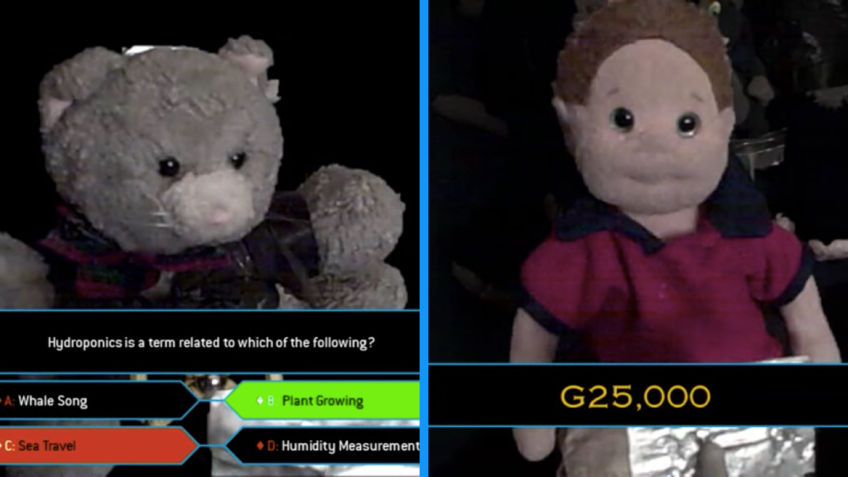 Hydroponics is a term related to which of the following?
A: Whale Song
B: Plant Growing
C: Sea Travel
D: Humidity Measurement
G25,000